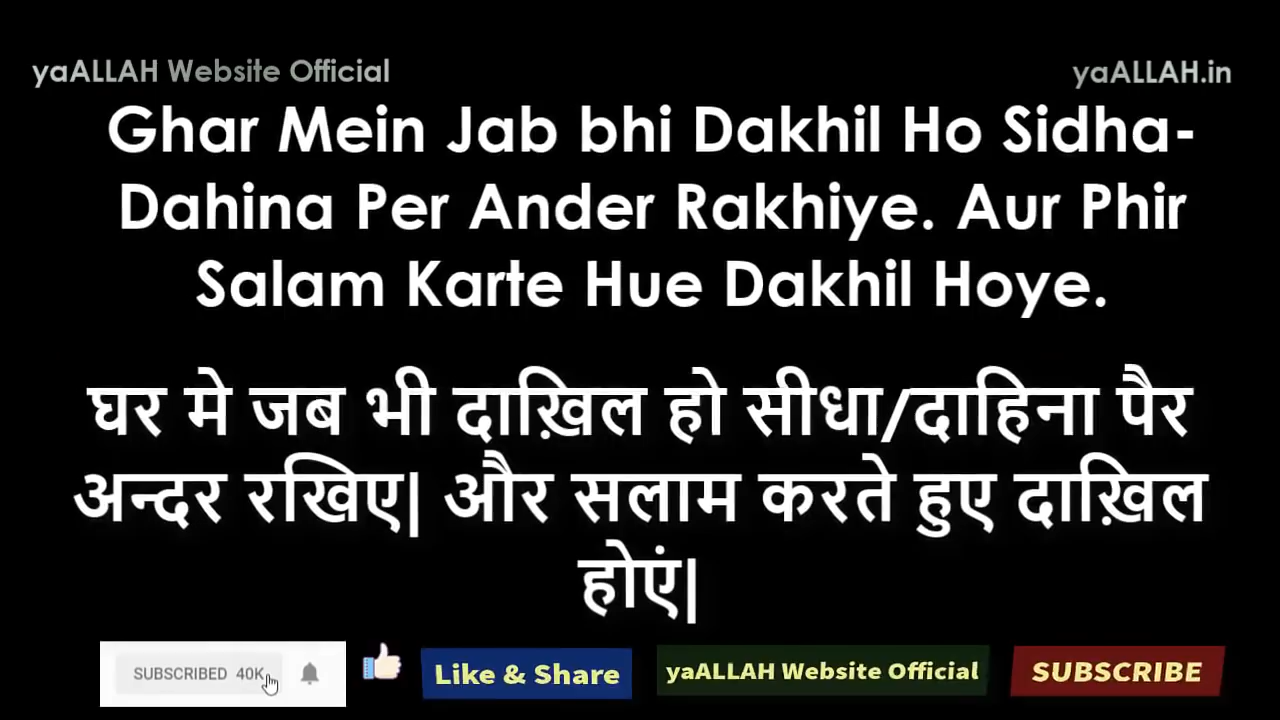 yaALLAH Website Official
yaALLAH.in
Ghar Mein Jab bhi Dakhil Ho Sidha-
Dahina Per Ander Rakhiye. Aur Phir
Salam Karte Hue Dakhil Hoye.
घर मे जब भी दाख़िल हो सीधा/दाहिना पैर
अन्दर रखिए| और सलाम करते हुए दाख़िल
होएं|
SUBSCRIBED 40K
Like & Share
yaALLAH Website Official
SUBSCRIBE